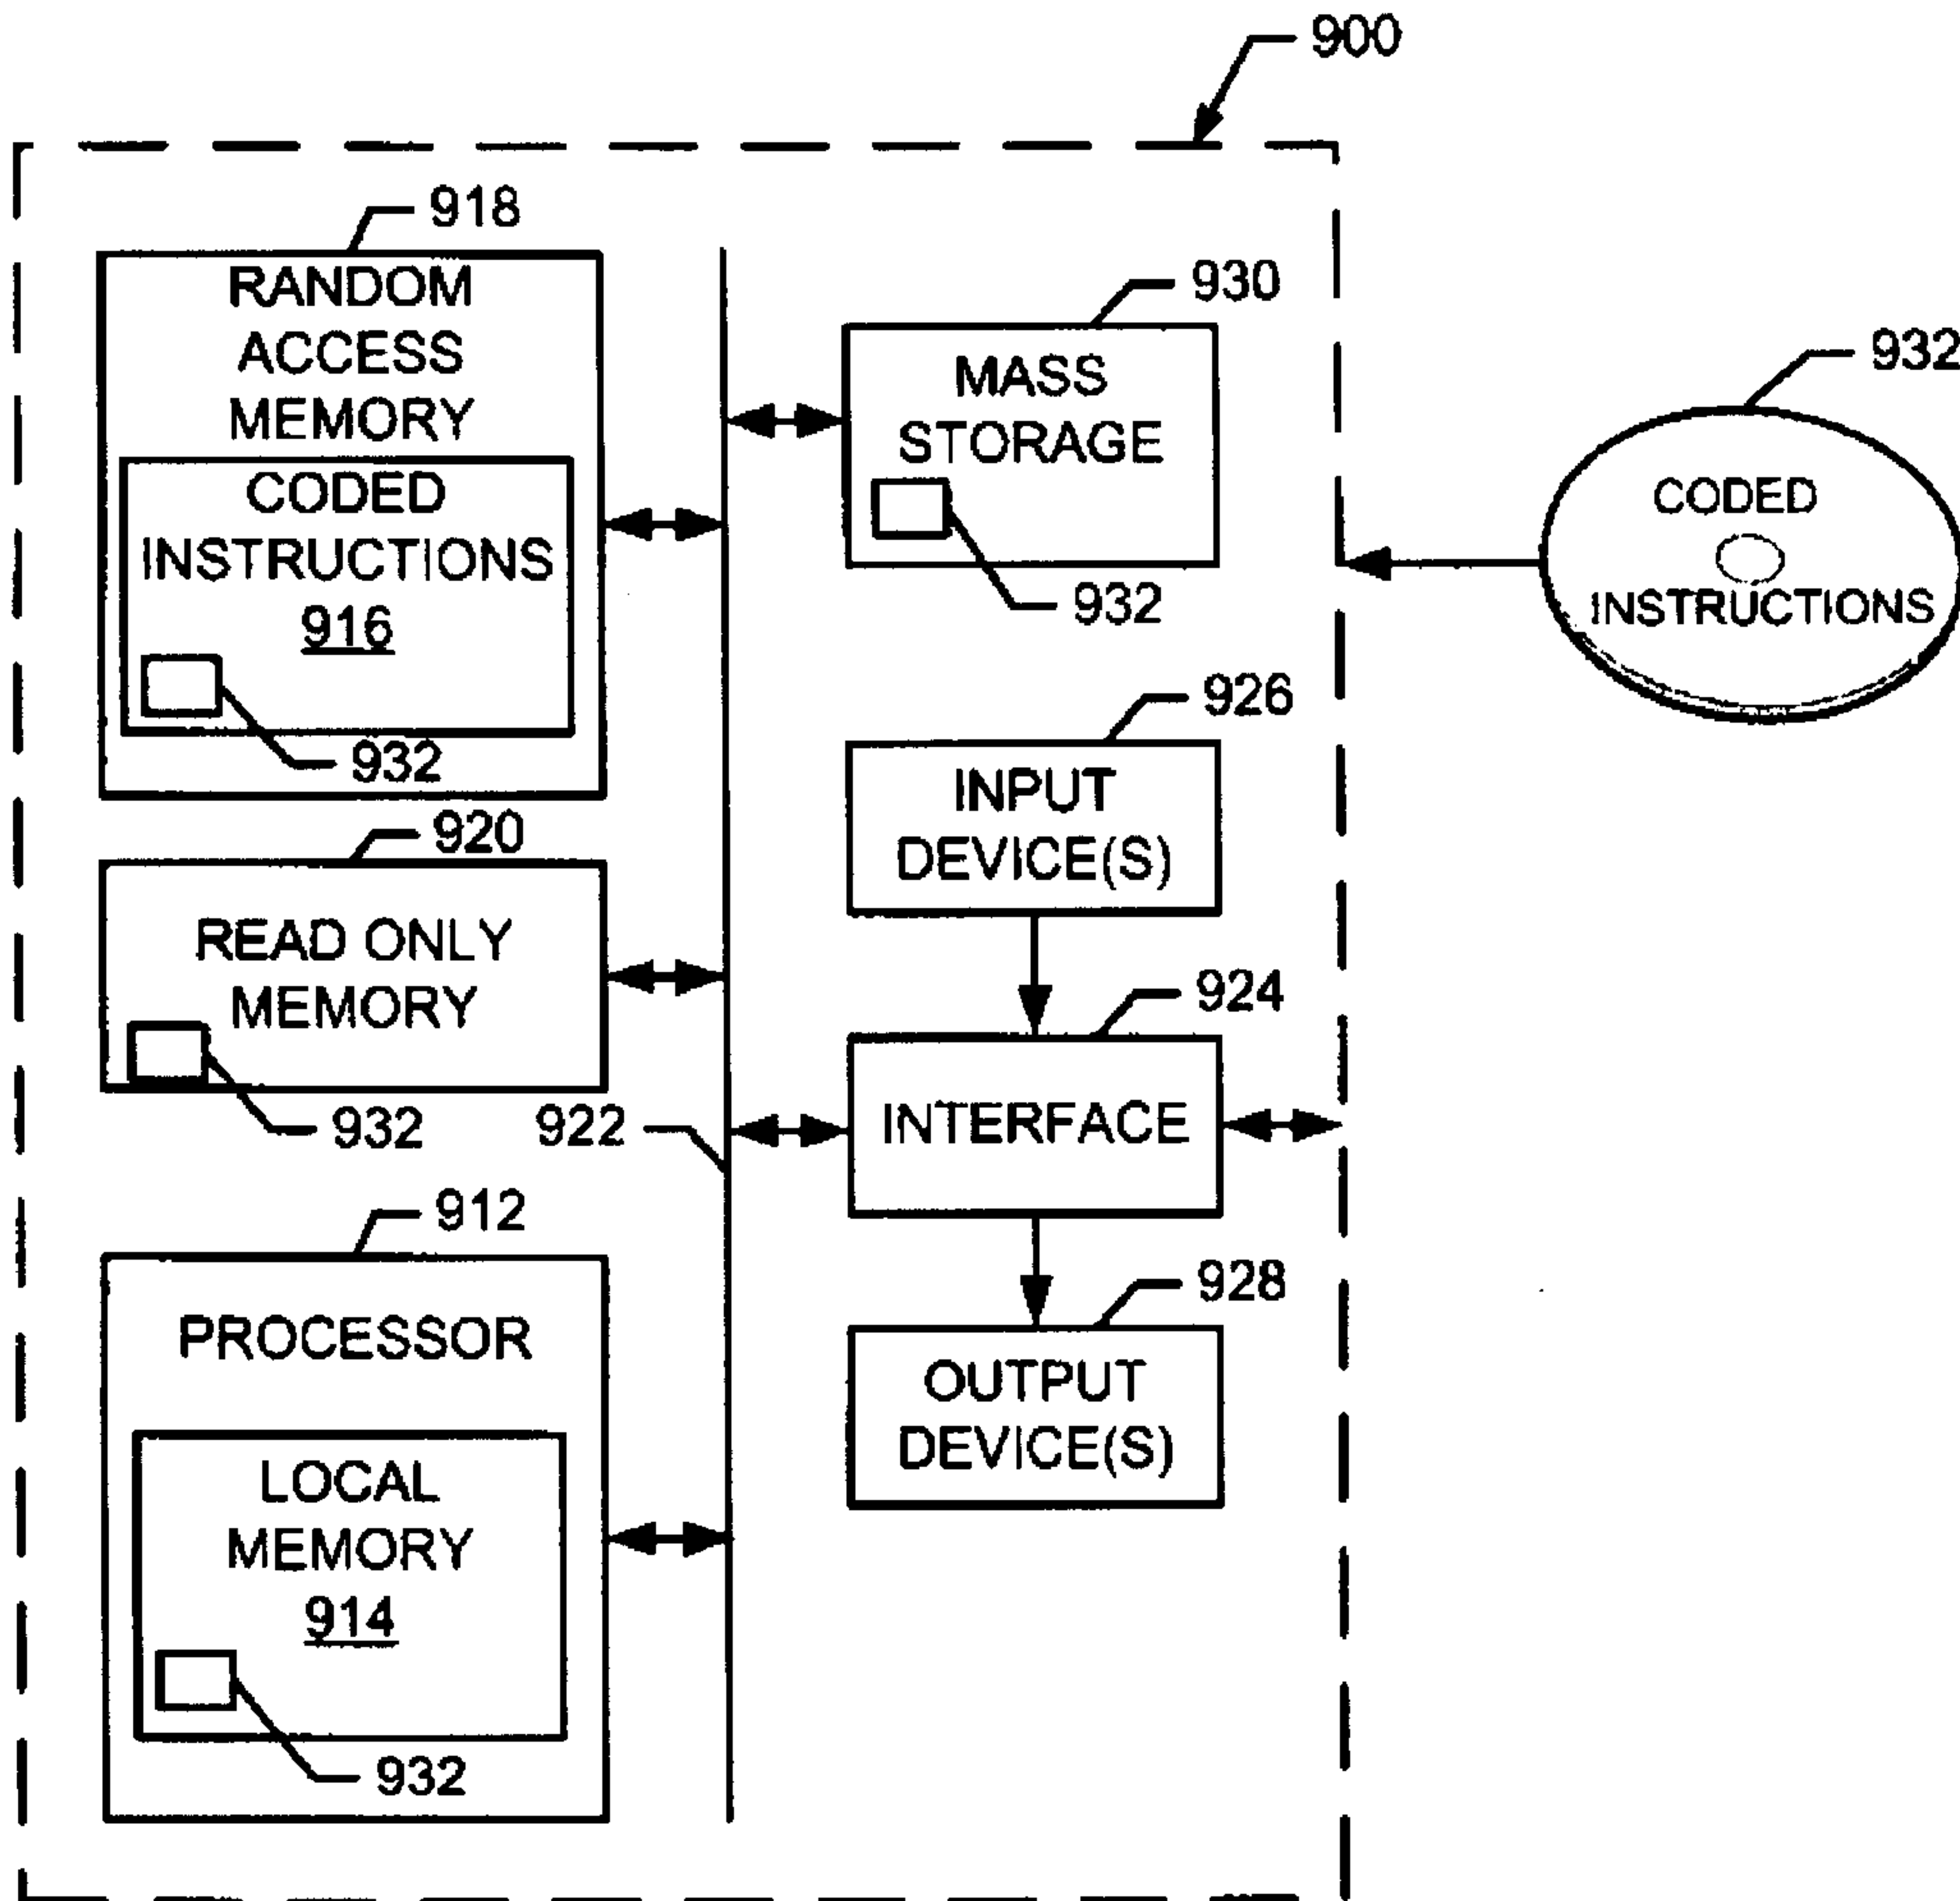 900
918
RANDOM
ACCESS
MEMORY
CODED
INSTRUCTIONS
916
932
920
READ ONLY
MEMORY
932
922
912
PROCESSOR
LOCAL
MEMORY
914
932
930
MASS
STORAGE
932
926
INPUT
DEVICE(S)
924
INTERFACE
928
OUTPUT
DEVICE(S)
932
CODED
INSTRUCTIONS